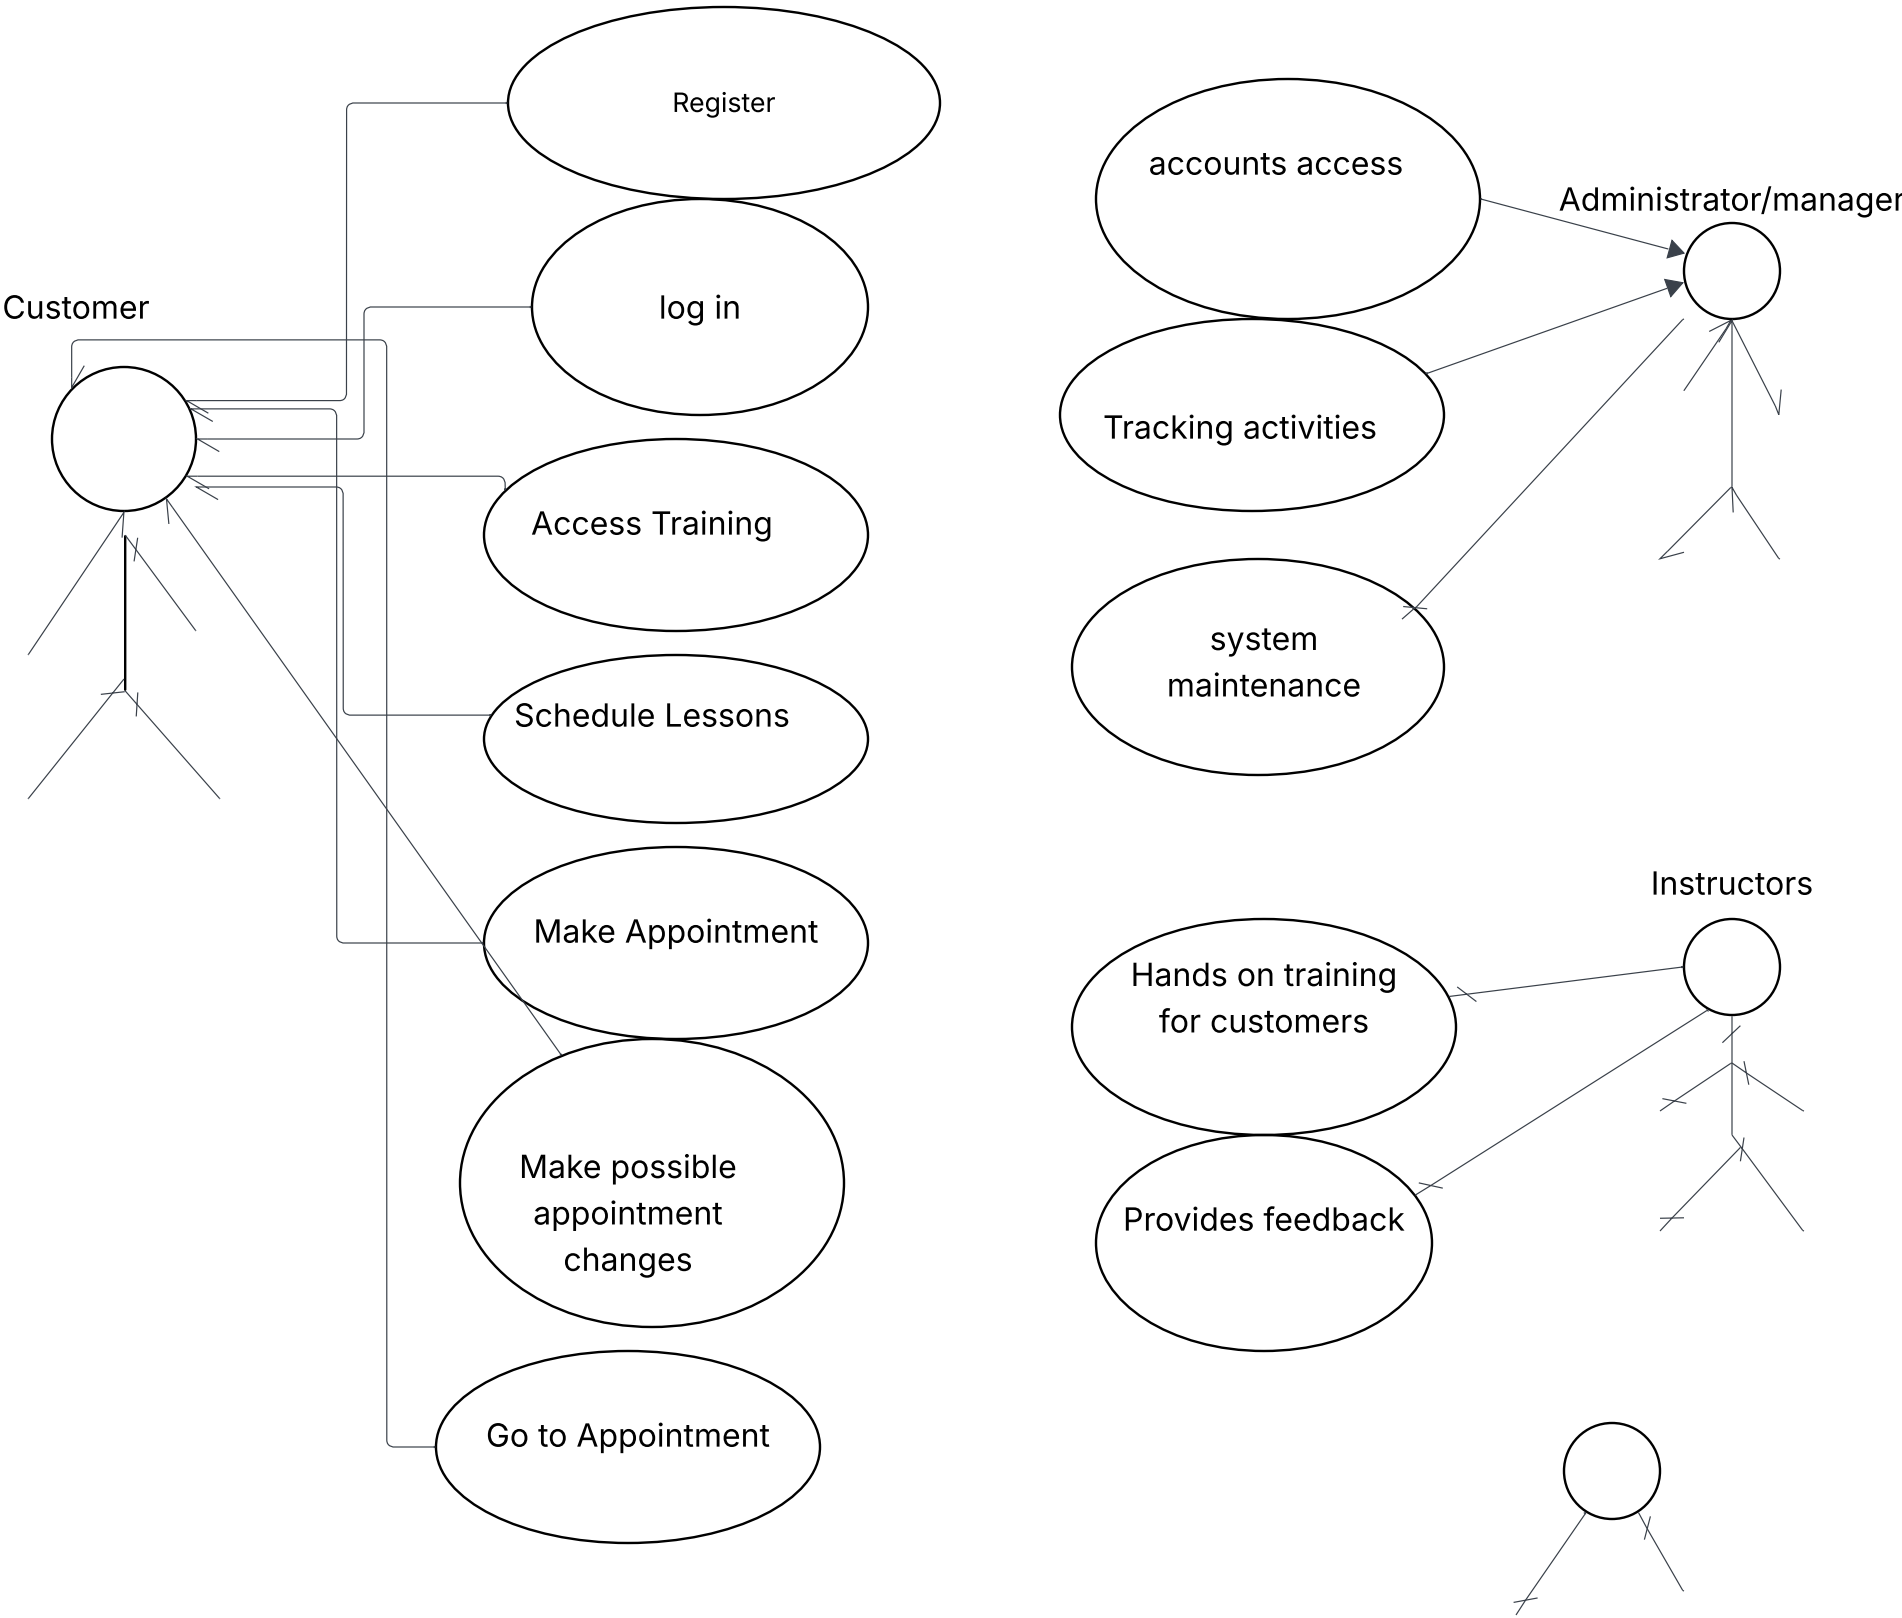 Register
log in
Customer
Access Training
Schedule Lessons
Make Appointment
Make possible
appointment
changes
Go to Appointment
accounts access
Administrator/manager
Tracking activities
system
maintenance
Instructors
Hands on training
for customers
Provides feedback